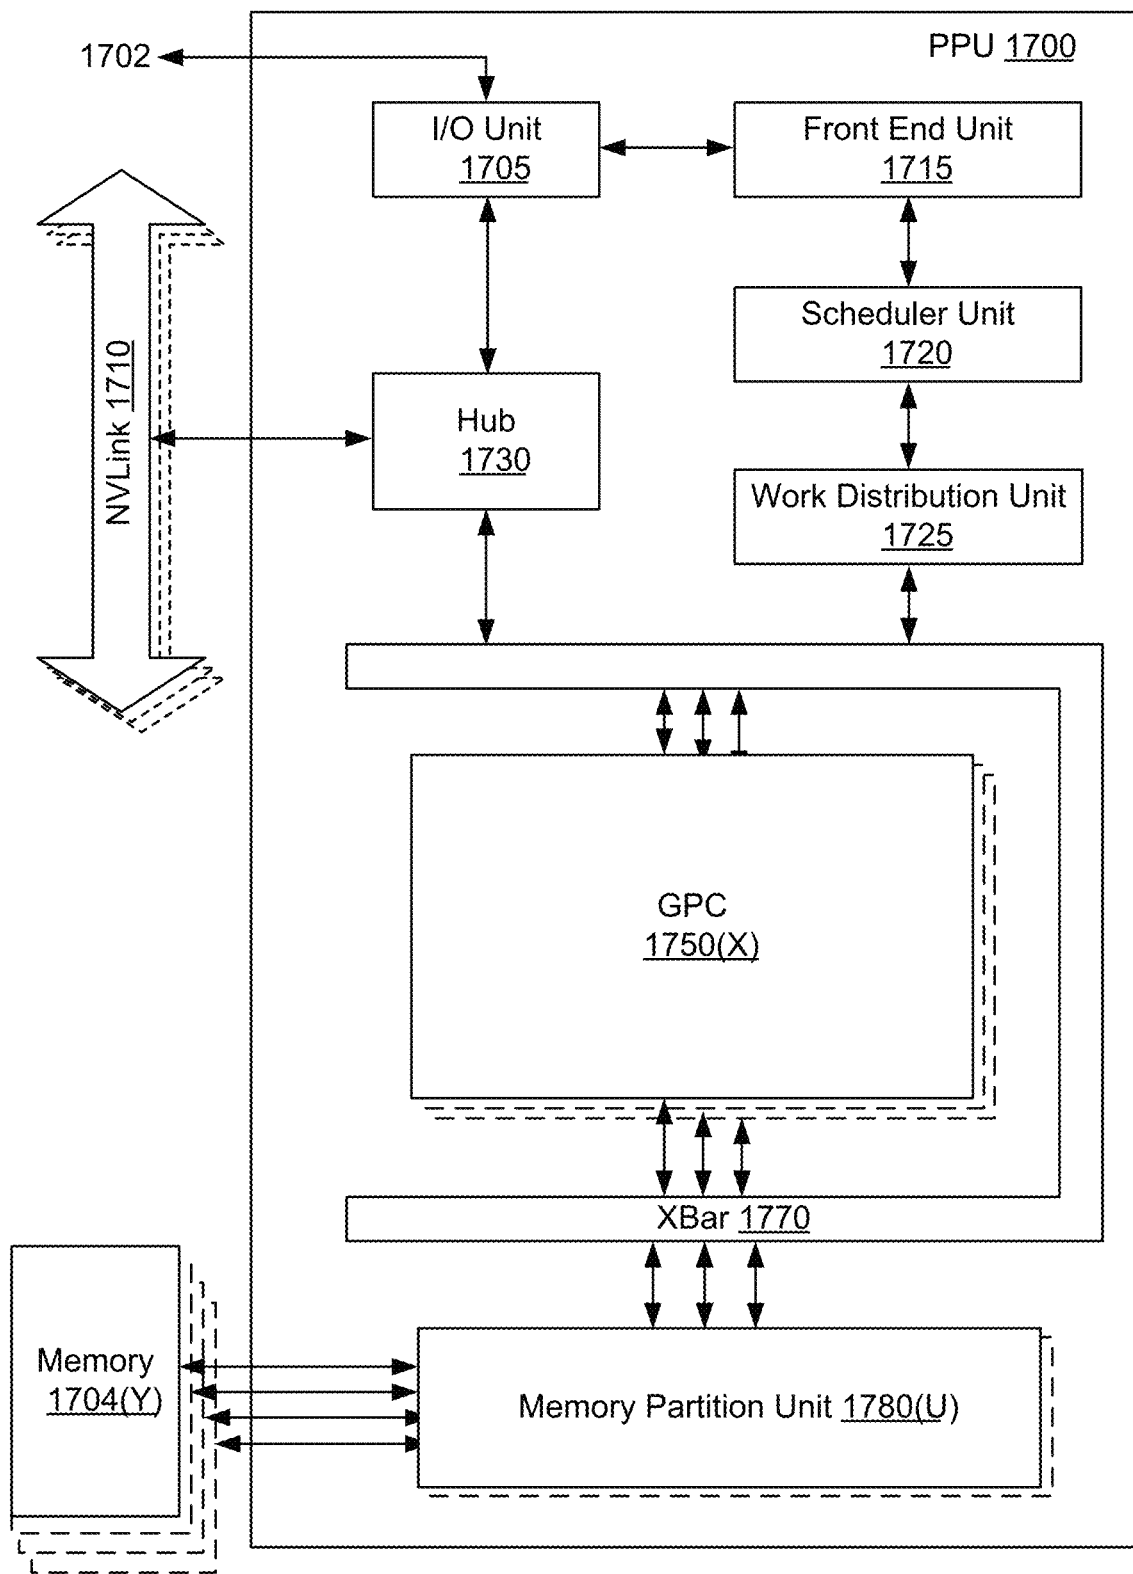 PPU 1700
1702
I/O Unit
1705
Front End Unit
1715
Scheduler Unit
1720
NVLink 1710
Hub
1730
Work Distribution Unit
1725
GPC
1750(X)
XBar 1770
Memory
1704(Y)
Memory Partition Unit 1780(U)